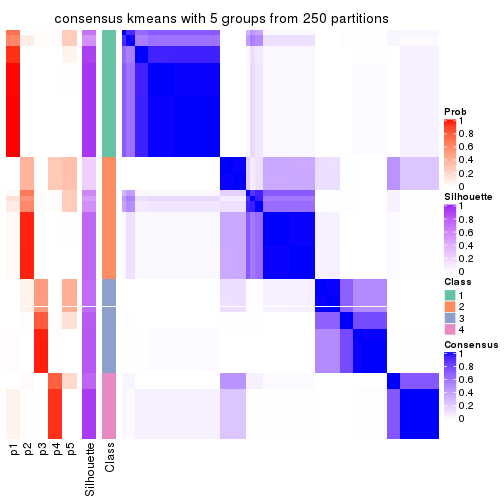 consensus kmeans with 5 groups from 250 partitions
Prob
1
0.8
0.6
0.4
0.2
0
Silhouette
1
0.8
0.6
0.4
0.2
0
Class
1
2
3
4
Consensus
1
0.8
0.6
0.4
0.2
0
p1
p2
p3
p4
p5
Silhouette
Class